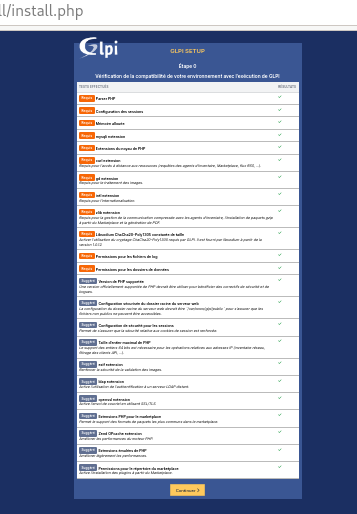 ll/install.php
Glpi
GLPI SETUP
Étape 0
Vérification de la compatibilité de votre environnement avec l'exécution de GLPI
TESTS EFFECTUÉS RÉSULTATS
Requis Parser PHP
Requis Configuration des sessions
Requis Mémoire allouée
Requis mysqli extension
Requis Extensions du noyau de PHP
Requis curl extension
Requis pour l'accès à distance aux ressources (requêtes des agents d'inventaire, Marketplace, flux RSS, ...).
Requis gd extension
Requis pour le traitement des images.
Requis intl extension
Requis pour l'internationalisation.
Requis zlib extension
Requis pour la gestion de la communication compressée avec les agents d'inventaire, l'installation de paquets gzip
à partir du Marketplace et la génération de PDF.
Requis Libsodium ChaCha20-Poly1305 constante de taille
Activer l'utilisation du cryptage ChaCha20-Poly1305 requis par GLPI. Il est fourni par libsodium à partir de la
version 1.0.12.
Requis Permissions pour les fichiers de log
Requis Permissions pour les dossiers de données
Suggéré Version de PHP supportée
Une version officiellement supportée de PHP devrait être utilisée pour bénéficier des correctifs de sécurité et de
bogues.
Suggéré Configuration sécurisée du dossier racine du serveur web
La configuration du dossier racine du serveur web devrait être `/var/www/glpi/public` pour s'assurer que les
fichiers non publics ne peuvent être accessibles.
Suggéré Configuration de sécurité pour les sessions
Permet de s'assurer que la sécurité relative aux cookies de session est renforcée.
Suggéré Taille d'entier maximal de PHP
Le support des entiers 64 bits est nécessaire pour les opérations relatives aux adresses IP (inventaire réseau,
filtrage des clients API, ...).
Suggéré exif extension
Renforcer la sécurité de la validation des images.
Suggéré ldap extension
Active l'utilisation de l'authentification à un serveur LDAP distant.
Suggéré openssl extension
Active l'envoi de courriel en utilisant SSL/TLS.
Suggéré Extensions PHP pour le marketplace
Permet le support des formats de paquets les plus communs dans le marketplace.
Suggéré Zend OPcache extension
Améliorer les performances du moteur PHP.
Suggéré Extensions émulées de PHP
Améliorer légèrement les performances.
Suggéré Permissions pour le répertoire du marketplace
Active l'installation des plugins à partir du Marketplace.
Continuer >